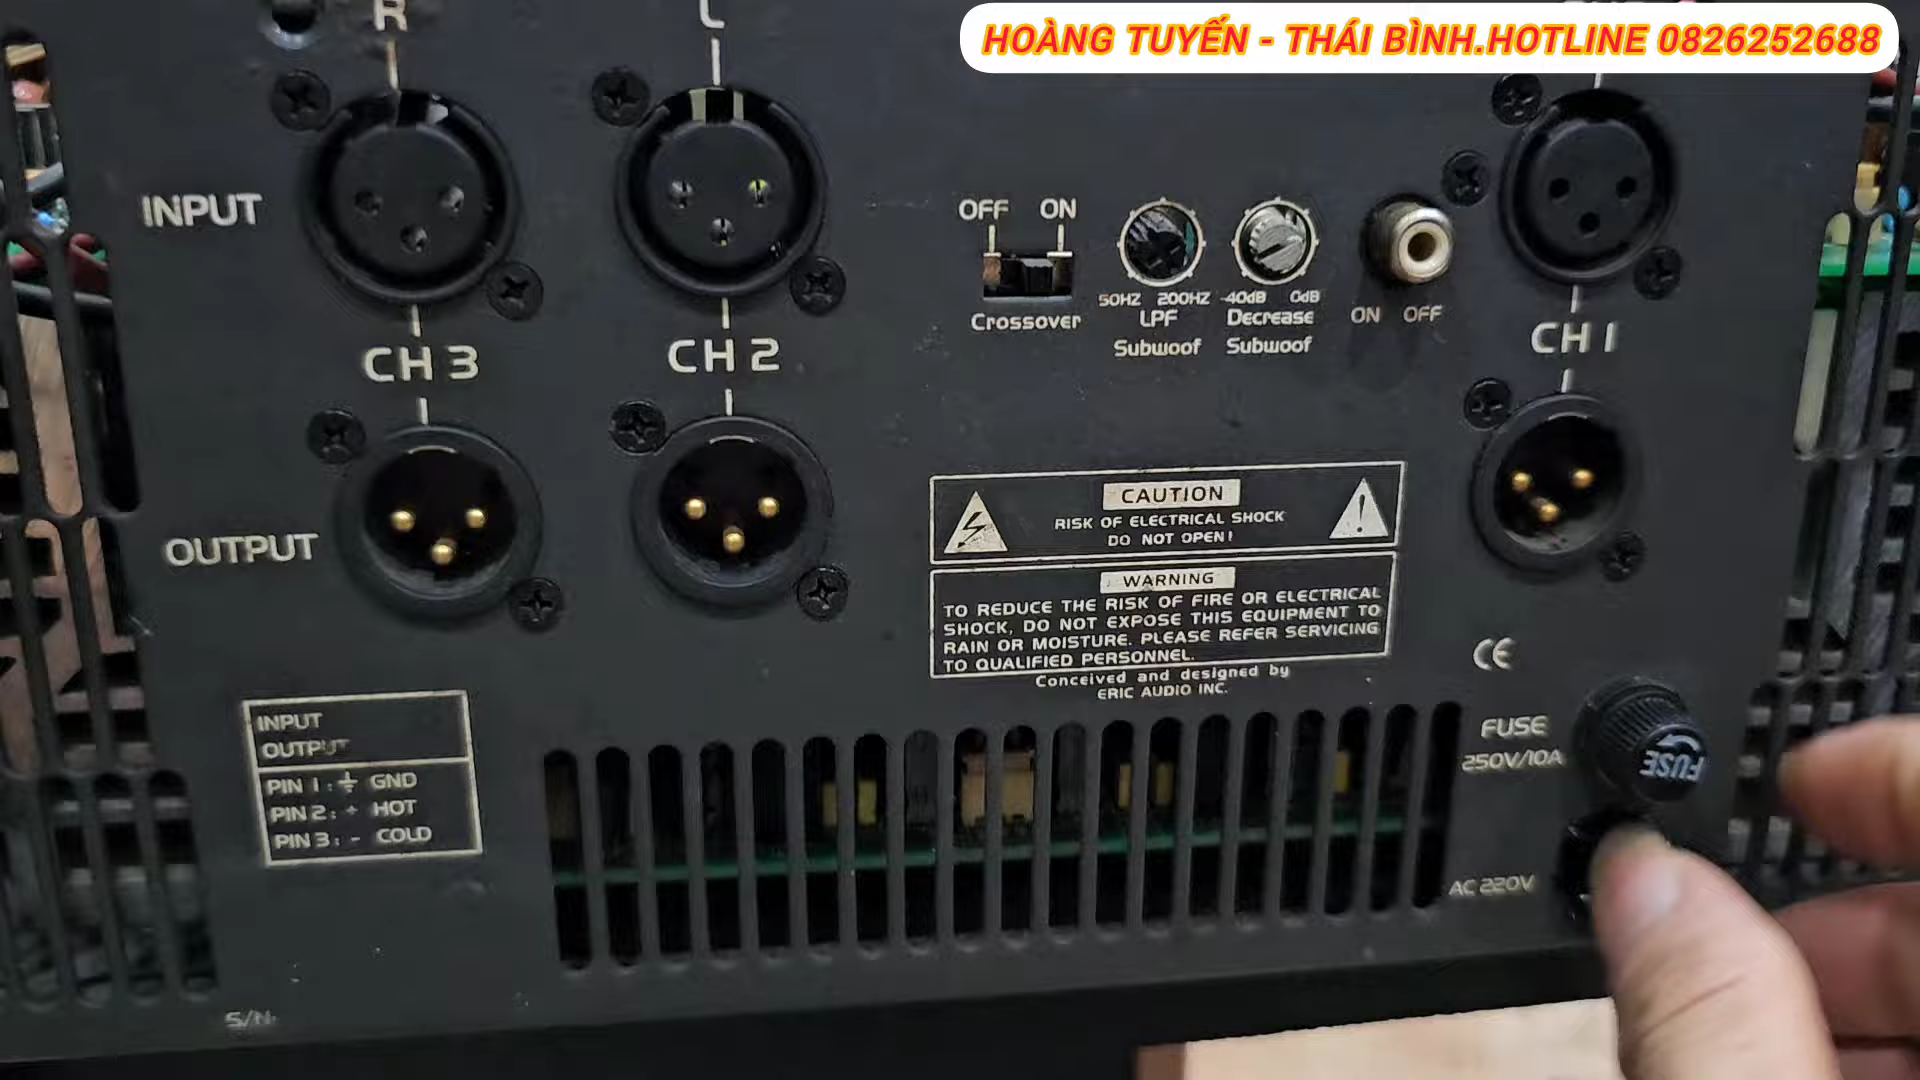 HOÀNG TUYẾN - THÁI BÌNH.HOTLINE 0826252688
R
L
INPUT
OFF ON
Crossover
50HZ 200HZ
LPF
Subwoof
-40dB 0dB
Decrease
Subwoof
ON OFF
CH 3
CH 2
CH 1
OUTPUT
CAUTION
RISK OF ELECTRICAL SHOCK
DO NOT OPEN!
WARNING
TO REDUCE THE RISK OF FIRE OR ELECTRICAL
SHOCK, DO NOT EXPOSE THIS EQUIPMENT TO
RAIN OR MOISTURE. PLEASE REFER SERVICING
TO QUALIFIED PERSONNEL.
Conceived and designed by
ERIC AUDIO INC.
CE
INPUT
OUTPUT
PIN 1 : GND
PIN 2 : + HOT
PIN 3 : - COLD
FUSE
250V/10A
FUSE
AC 220V
S/N: